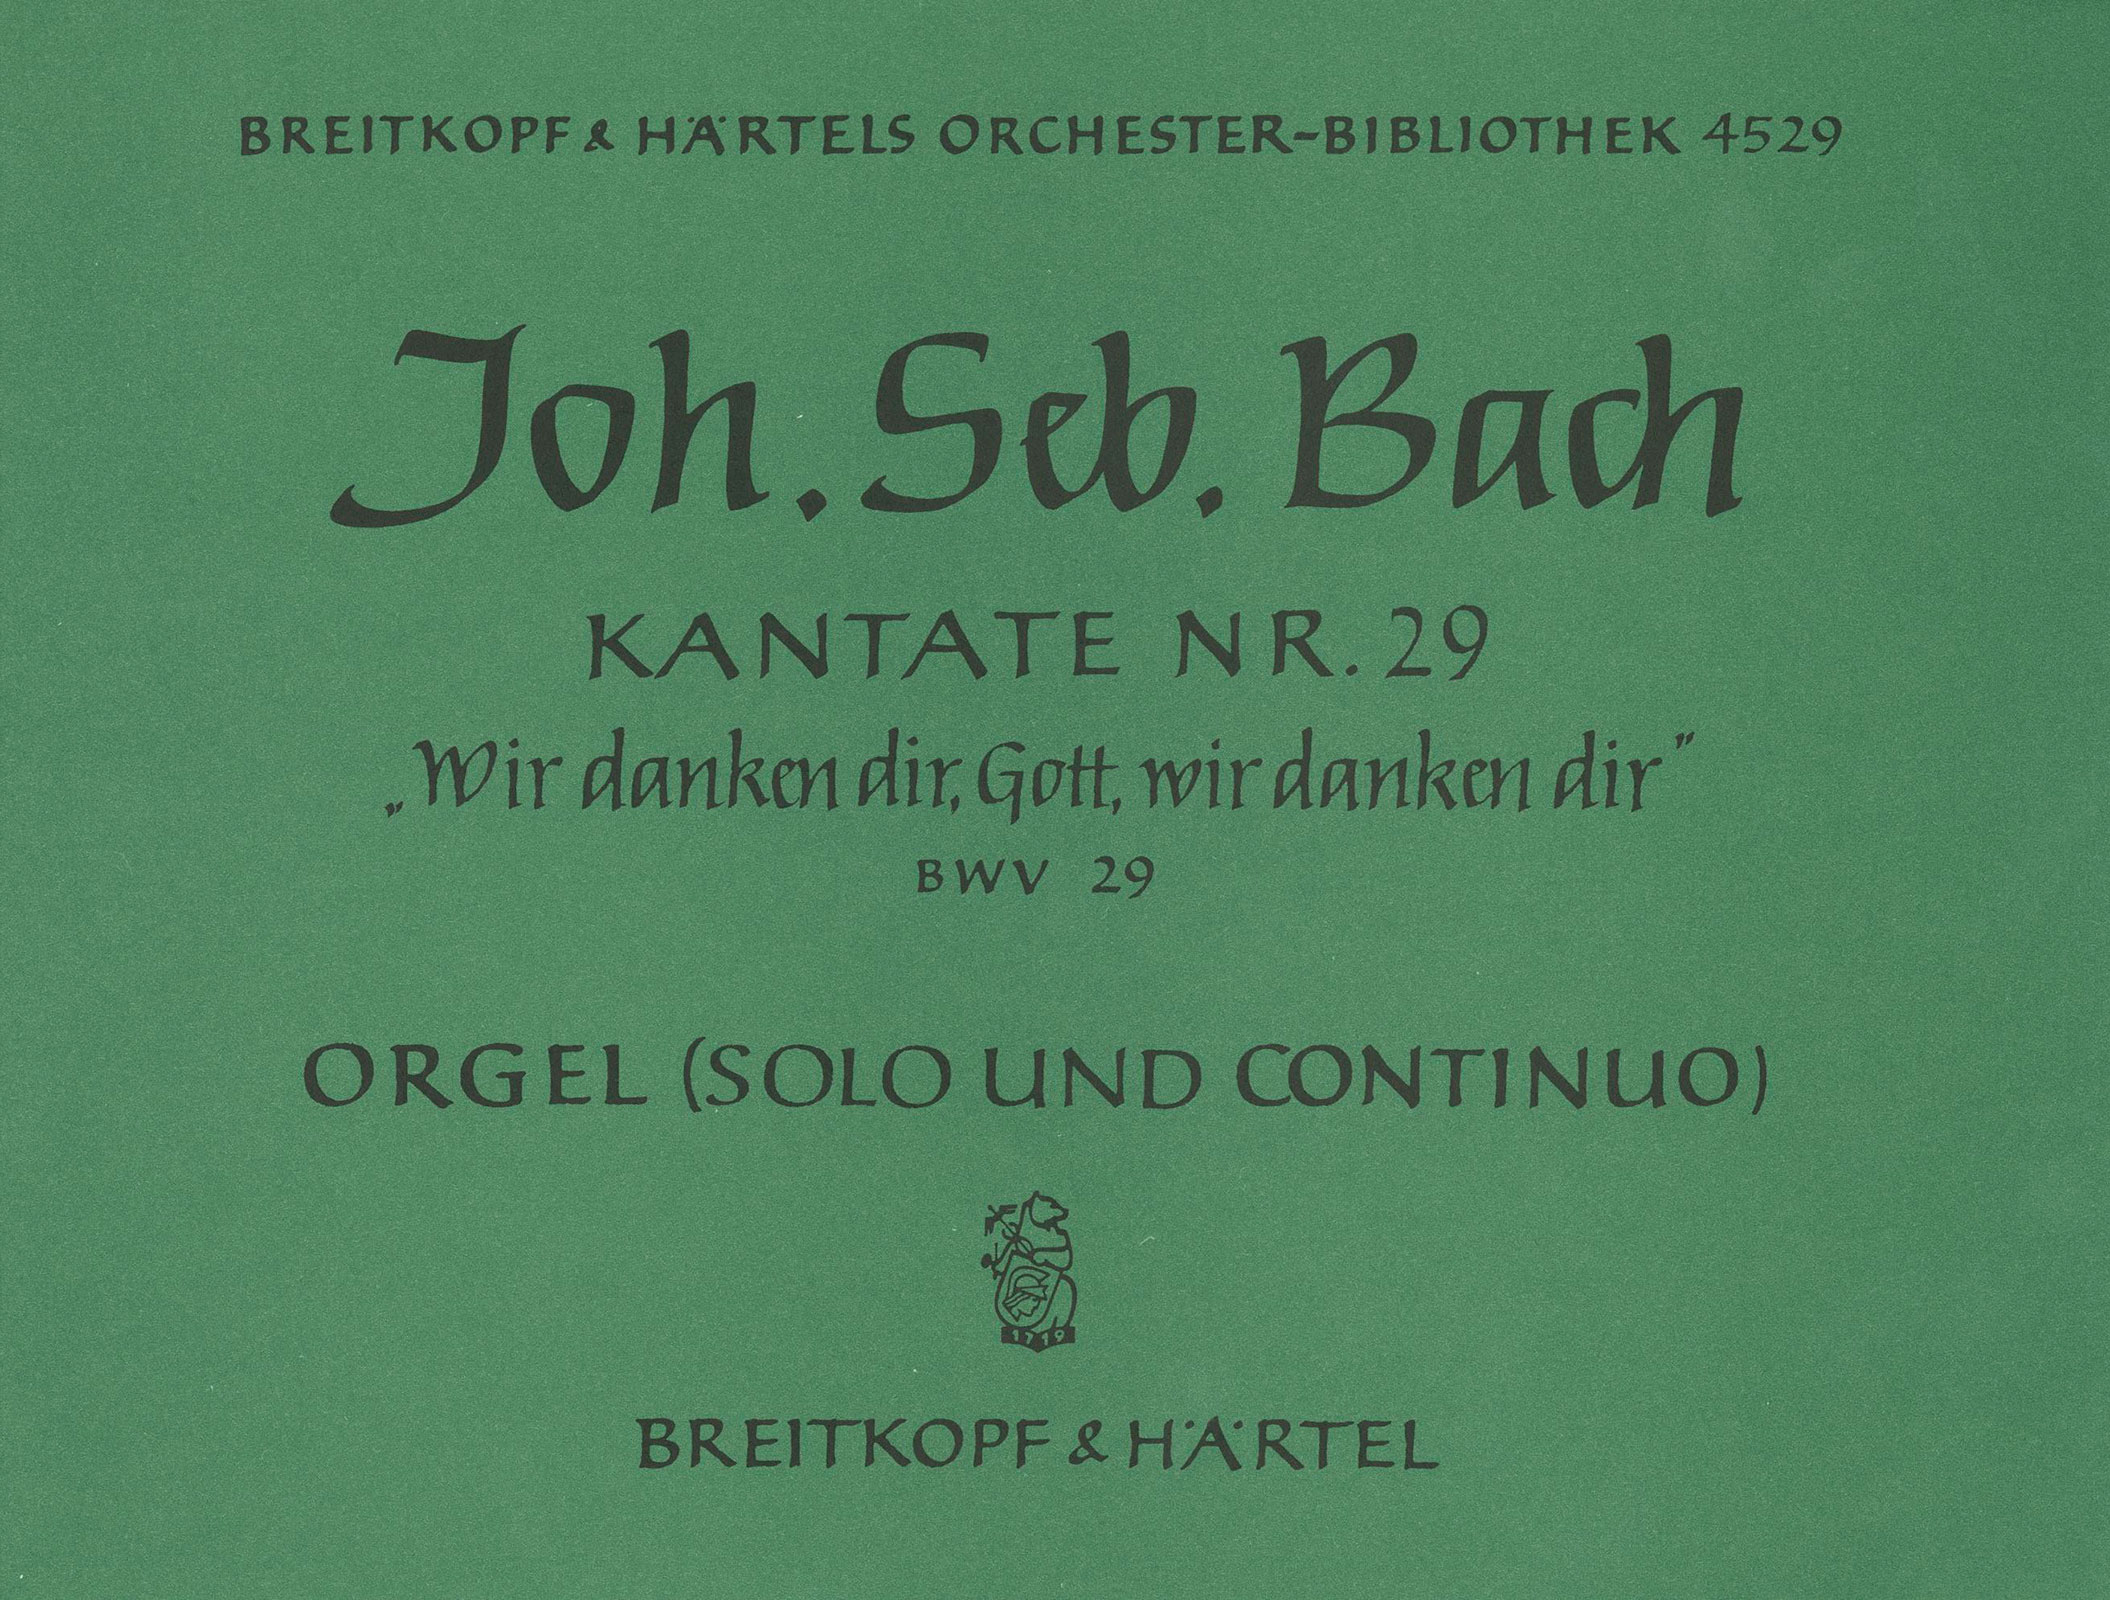 BREITKOPF & HÄRTELS ORCHESTER-BIBLIOTHEK 4529
Joh. Seb. Bach
KANTATE NR. 29
„Wir danken dir, Gott, wir danken dir”
BWV 29
ORGEL (SOLO UND CONTINUO)
1719
BREITKOPF & HÄRTEL